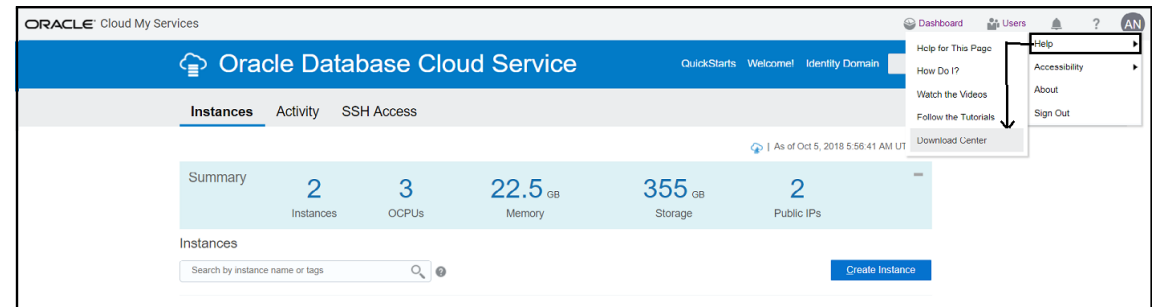 ORACLE Cloud My Services
Dashboard Users ? AN
Oracle Database Cloud Service
QuickStarts Welcome! Identity Domain
Help for This Page
How Do I?
Watch the Videos
Follow the Tutorials
Download Center
Help
Accessibility
About
Sign Out
Instances Activity SSH Access
As of Oct 5, 2018 5:56:41 AM UT
Summary
2 3 22.5 GB 355 GB 2
Instances OCPUs Memory Storage Public IPs
Instances
Search by instance name or tags ?
Create Instance